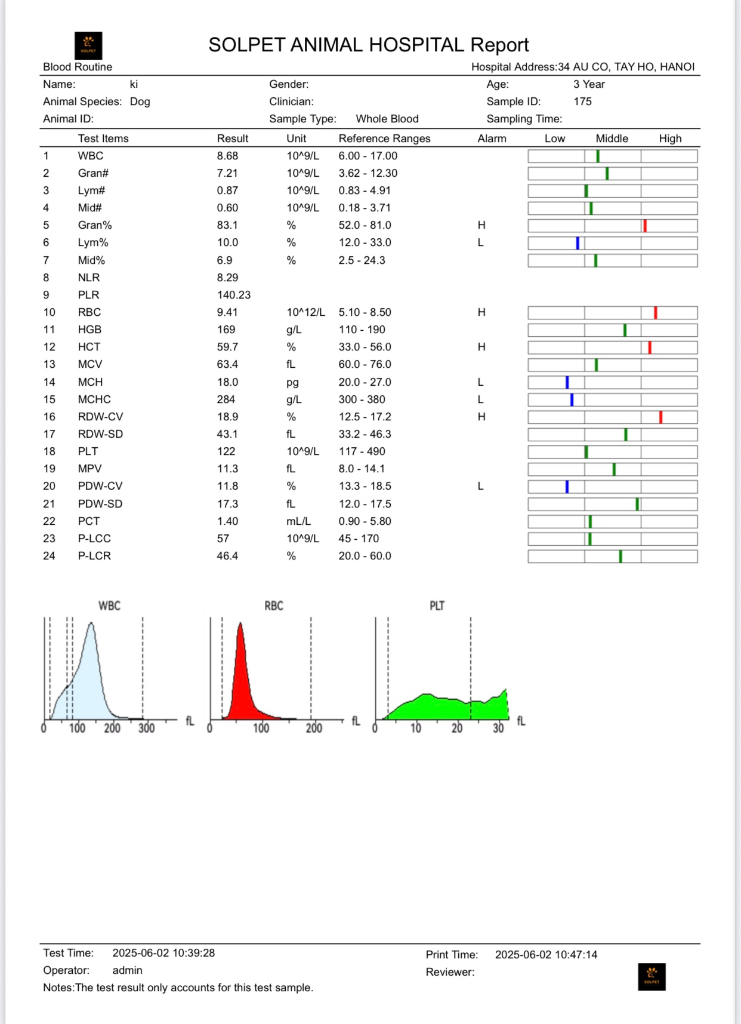 SOLPET ANIMAL HOSPITAL Report
SOLPET
Blood Routine Hospital Address:34 AU CO, TAY HO, HANOI
Name: ki Gender: Age: 3 Year
Animal Species: Dog Clinician: Sample ID: 175
Animal ID: Sample Type: Whole Blood Sampling Time:
Test Items Result Unit Reference Ranges Alarm Low Middle High
1 WBC 8.68 10^9/L 6.00 - 17.00
2 Gran# 7.21 10^9/L 3.62 - 12.30
3 Lym# 0.87 10^9/L 0.83 - 4.91
4 Mid# 0.60 10^9/L 0.18 - 3.71
5 Gran% 83.1 % 52.0 - 81.0 H
6 Lym% 10.0 % 12.0 - 33.0 L
7 Mid% 6.9 % 2.5 - 24.3
8 NLR 8.29
9 PLR 140.23
10 RBC 9.41 10^12/L 5.10 - 8.50 H
11 HGB 169 g/L 110 - 190
12 HCT 59.7 % 33.0 - 56.0 H
13 MCV 63.4 fL 60.0 - 76.0
14 MCH 18.0 pg 20.0 - 27.0 L
15 MCHC 284 g/L 300 - 380 L
16 RDW-CV 18.9 % 12.5 - 17.2 H
17 RDW-SD 43.1 fL 33.2 - 46.3
18 PLT 122 10^9/L 117 - 490
19 MPV 11.3 fL 8.0 - 14.1
20 PDW-CV 11.8 % 13.3 - 18.5 L
21 PDW-SD 17.3 fL 12.0 - 17.5
22 PCT 1.40 mL/L 0.90 - 5.80
23 P-LCC 57 10^9/L 45 - 170
24 P-LCR 46.4 % 20.0 - 60.0
WBC RBC PLT
0 100 200 300 fL 0 100 200 fL 0 10 20 30 fL
Test Time: 2025-06-02 10:39:28 Print Time: 2025-06-02 10:47:14
Operator: admin Reviewer:
SOLPET
Notes:The test result only accounts for this test sample.